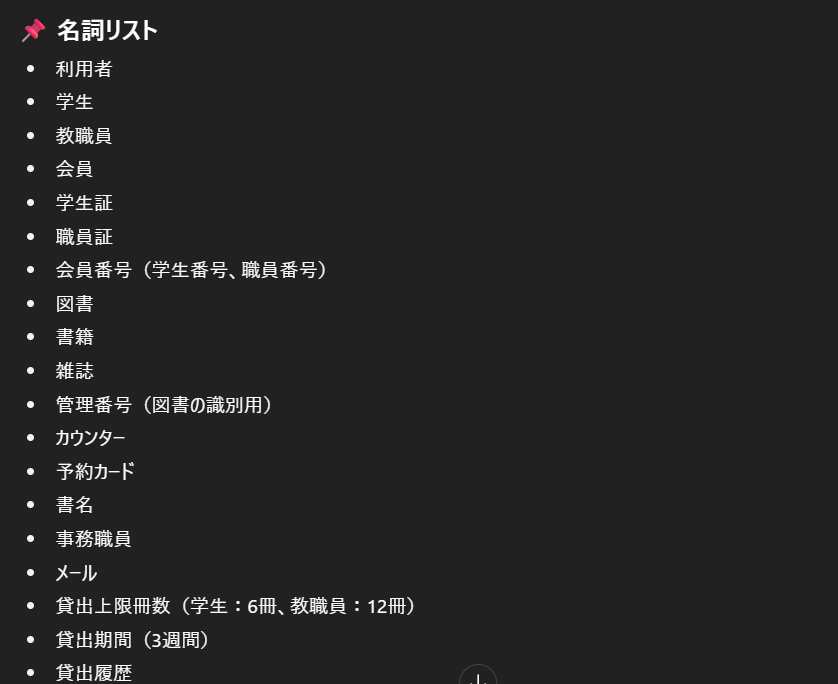 📌 名詞リスト
• 利用者
• 学生
• 教職員
• 会員
• 学生証
• 職員証
• 会員番号（学生番号、職員番号）
• 図書
• 書籍
• 雑誌
• 管理番号（図書の識別用）
• カウンター
• 予約カード
• 書名
• 事務職員
• メール
• 貸出上限冊数（学生：6冊、教職員：12冊）
• 貸出期間（3週間）
• 貸出履歴